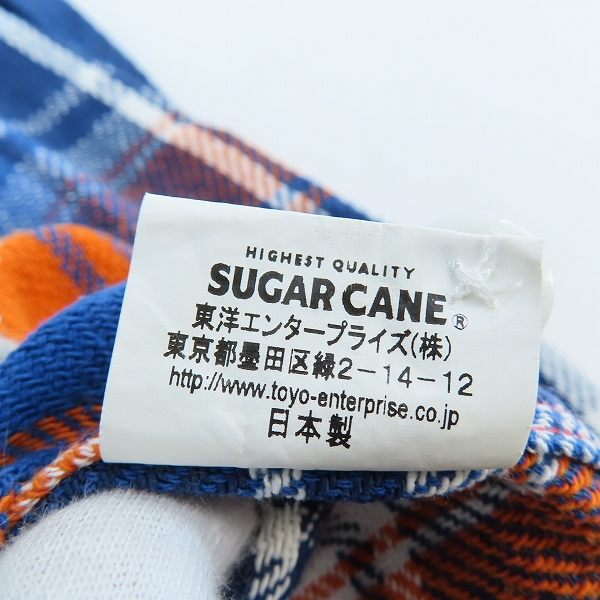 HIGHEST QUALITY
SUGAR CANE®
東洋エンタープライズ(株)
東京都墨田区緑2-14-12
http://www.toyo-enterprise.co.jp
日本製